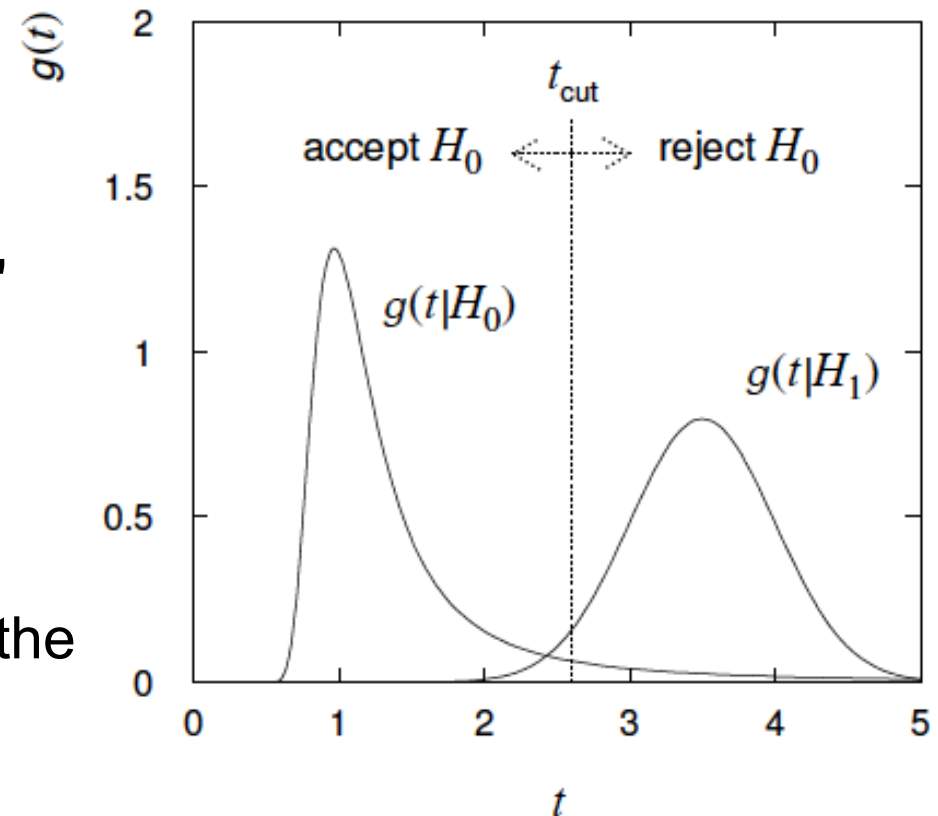 g(t)
2
t_cut
accept H_0
reject H_0
1.5
,
g(t|H_0)
1
g(t|H_1)
0.5
the
0
0 1 2 3 4 5
t